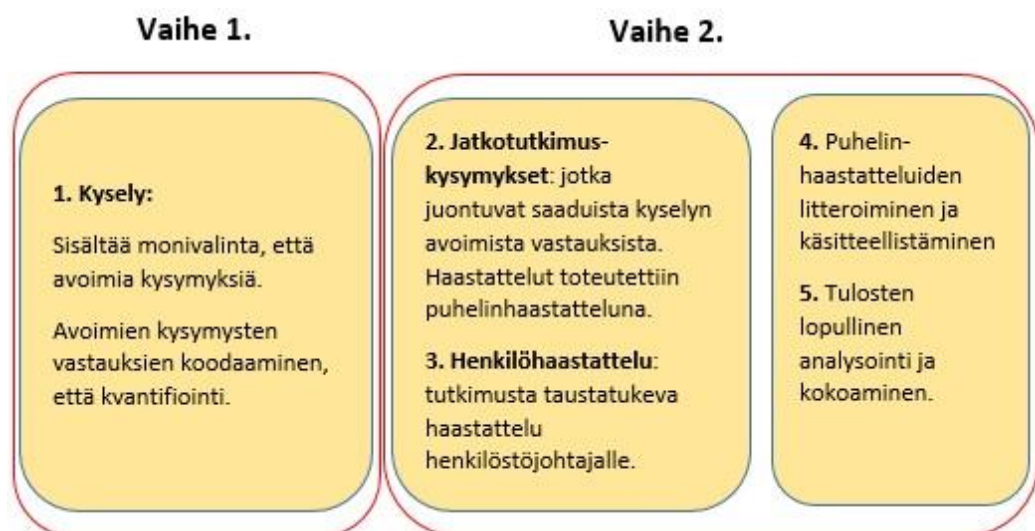 Vaihe 1.
Vaihe 2.
1. Kysely:
Sisältää monivalinta, että
avoimia kysymyksiä.
Avoimien kysymysten
vastauksien koodaaminen,
että kvantifiointi.
2. Jatkotutkimus-
kysymykset: jotka
juontuvat saaduista kyselyn
avoimista vastauksista.
Haastattelut toteutettiin
puhelinhaastatteluna.
3. Henkilöhaastattelu:
tutkimusta taustatukeva
haastattelu
henkilöstöjohtajalle.
4. Puhelin-
haastatteluiden
litteroiminen ja
käsitteellistäminen
5. Tulosten
lopullinen
analysointi ja
kokoaminen.